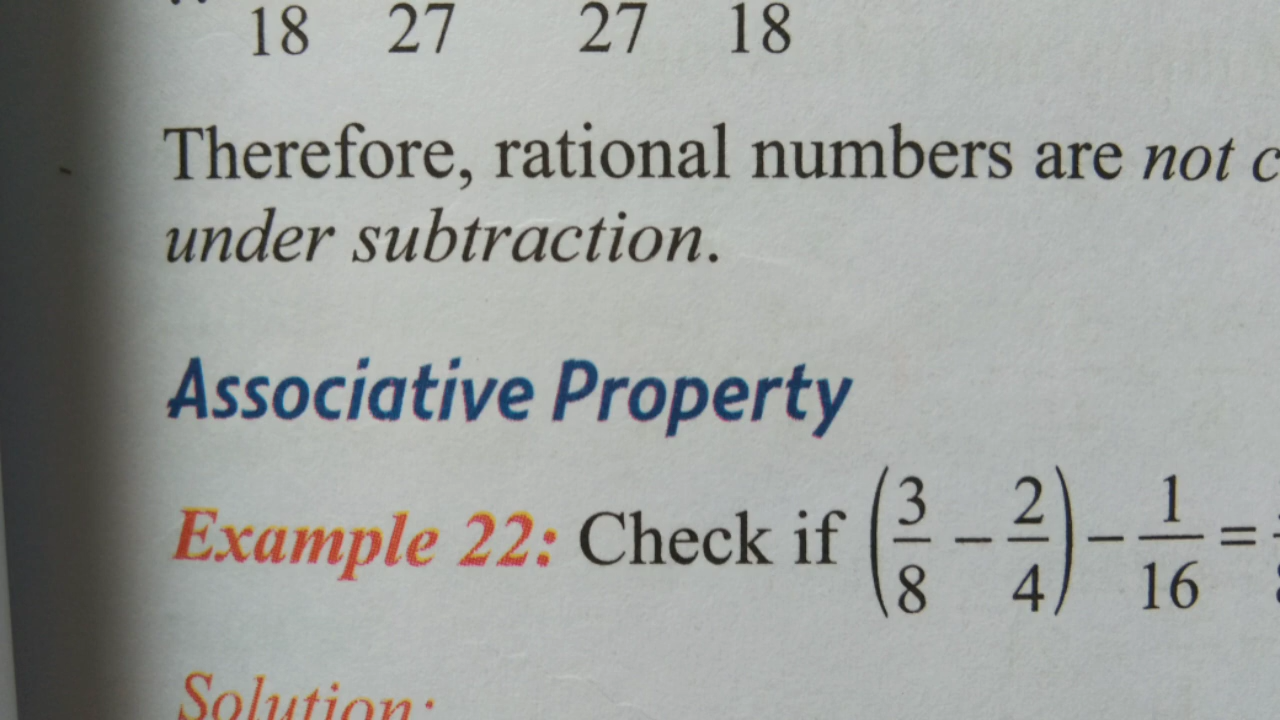 18 27 27 18
Therefore, rational numbers are not c
under subtraction.
Associative Property
Example 22: Check if (3/8 − 2/4) − 1/16 =
Solution: